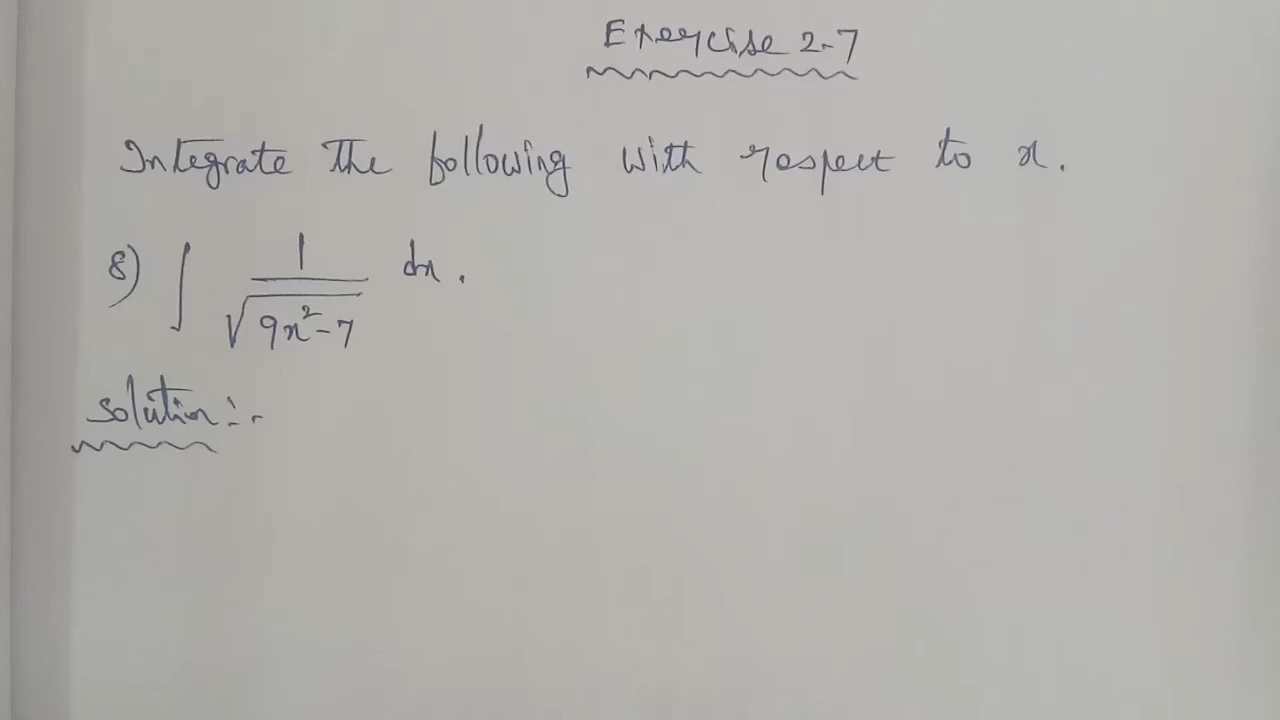 Exercise 2-7
Integrate the following with respect to x.
8) ∫ 1/√(9x²-7) dx.
Solution:-